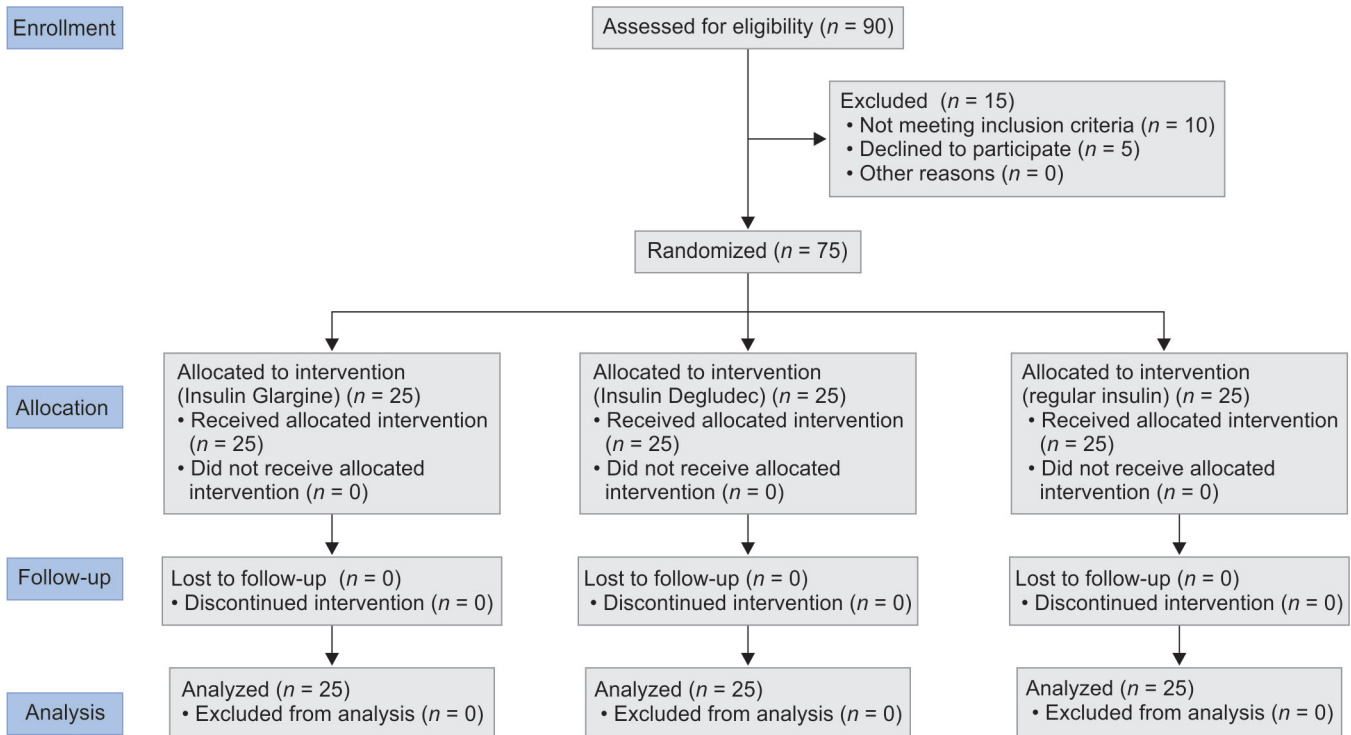 Enrollment
Assessed for eligibility (n = 90)
Excluded (n = 15)
• Not meeting inclusion criteria (n = 10)
• Declined to participate (n = 5)
• Other reasons (n = 0)
Randomized (n = 75)
Allocation
Allocated to intervention
(Insulin Glargine) (n = 25)
• Received allocated intervention
(n = 25)
• Did not receive allocated
intervention (n = 0)
Allocated to intervention
(Insulin Degludec) (n = 25)
• Received allocated intervention
(n = 25)
• Did not receive allocated
intervention (n = 0)
Allocated to intervention
(regular insulin) (n = 25)
• Received allocated intervention
(n = 25)
• Did not receive allocated
intervention (n = 0)
Follow-up
Lost to follow-up (n = 0)
• Discontinued intervention (n = 0)
Lost to follow-up (n = 0)
• Discontinued intervention (n = 0)
Lost to follow-up (n = 0)
• Discontinued intervention (n = 0)
Analysis
Analyzed (n = 25)
• Excluded from analysis (n = 0)
Analyzed (n = 25)
• Excluded from analysis (n = 0)
Analyzed (n = 25)
• Excluded from analysis (n = 0)